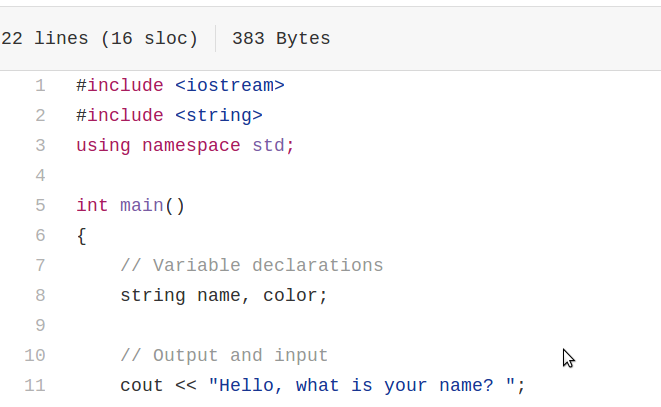 22 lines (16 sloc) 383 Bytes
1 #include <iostream>
2 #include <string>
3 using namespace std;
4
5 int main()
6 {
7     // Variable declarations
8     string name, color;
9
10     // Output and input
11     cout << "Hello, what is your name? ";